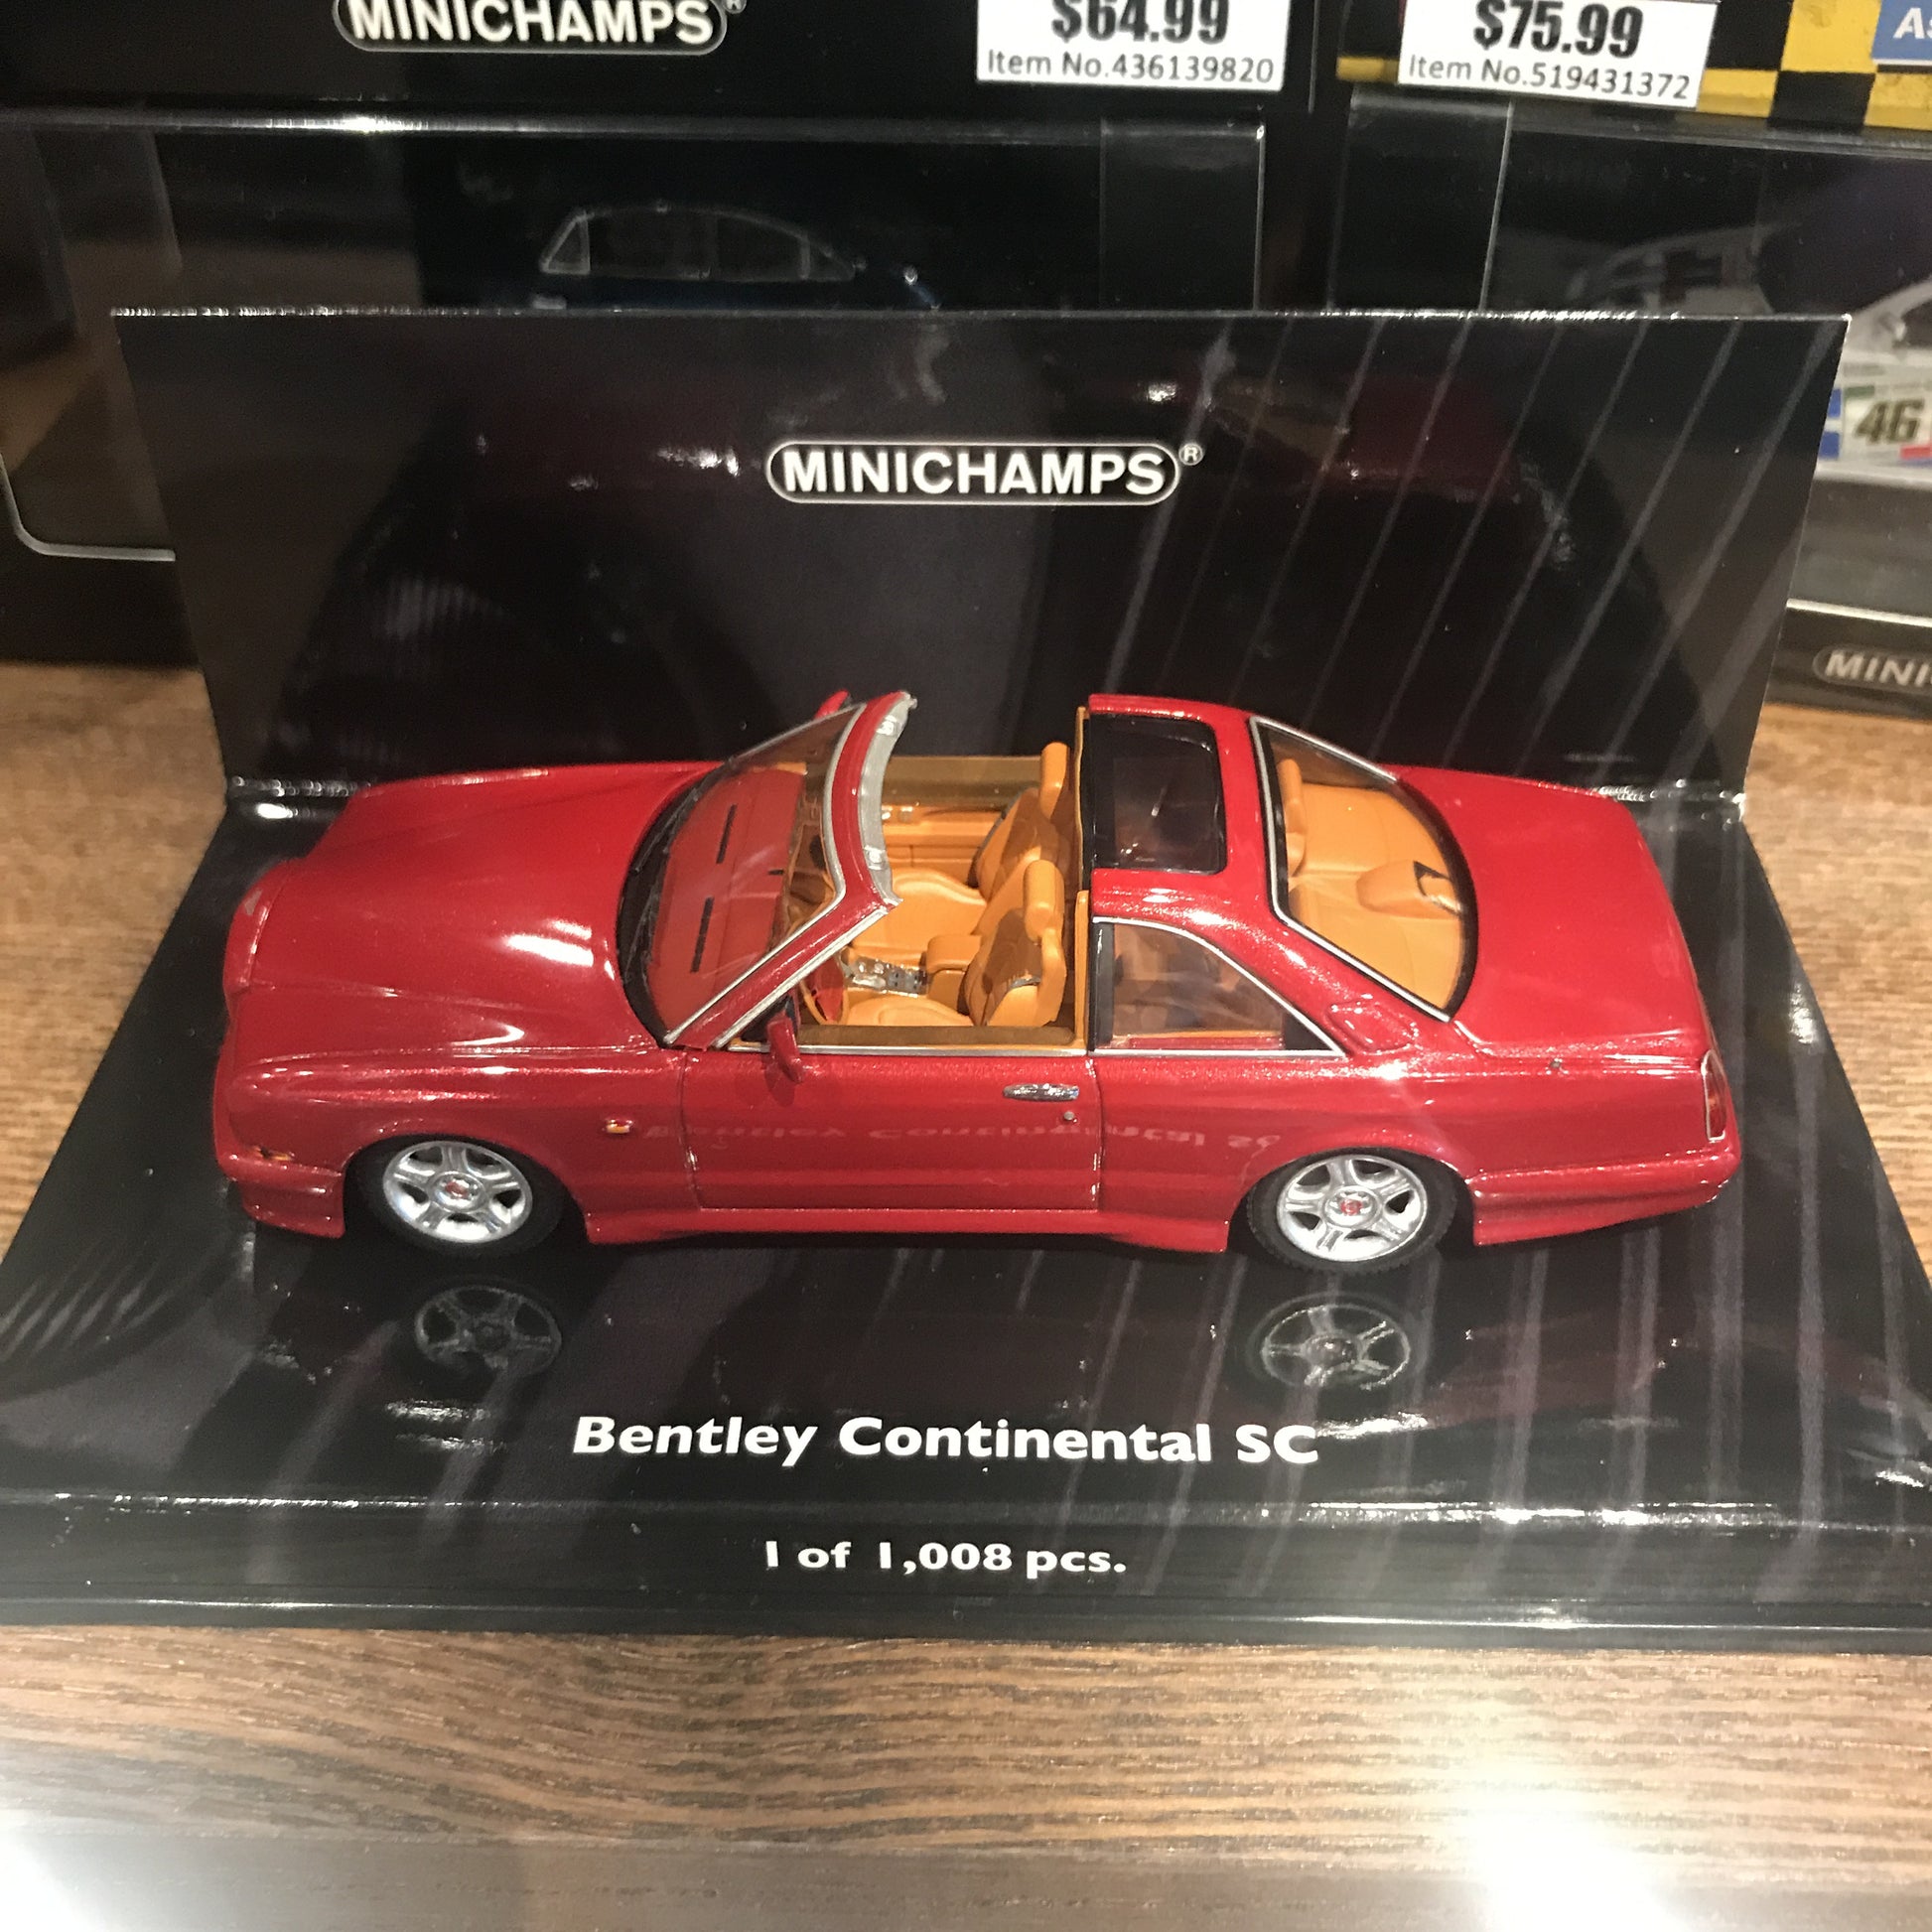 MINICHAMPS®
$64.99
Item No.436139820
$75.99
Item No.519431372
MINICHAMPS®
46
Bentley Continental SC
1 of 1,008 pcs.